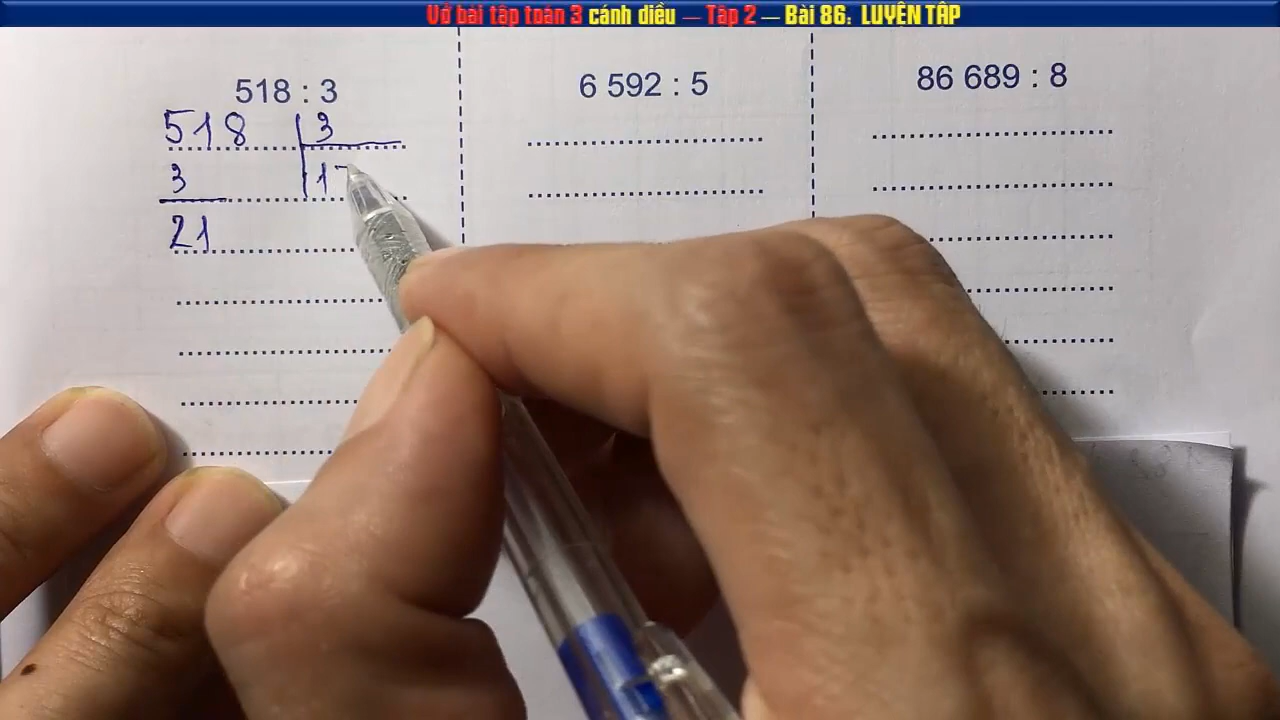 Vở bài tập toán 3 cánh diều – Tập 2 – Bài 86: LUYỆN TẬP
518 : 3
6 592 : 5
86 689 : 8
518 3
3 17
21